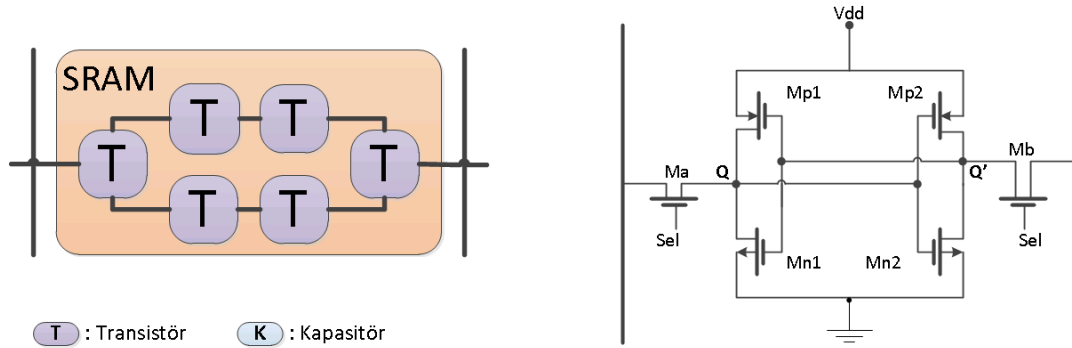 SRAM
T T
T T
T T
T : Transistör K : Kapasitör
Vdd
Mp1 Mp2
Ma Q Q' Mb
Sel Sel
Mn1 Mn2